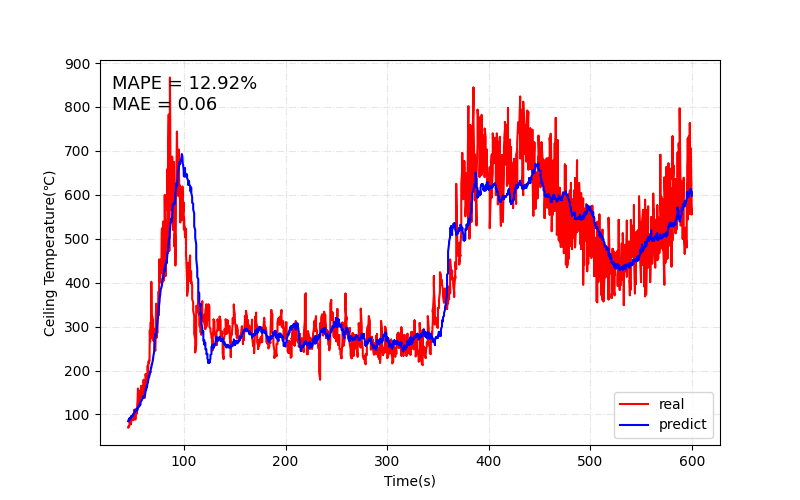 MAPE = 12.92%
MAE = 0.06
Ceiling Temperature(℃)
900
800
700
600
500
400
300
200
100
100 200 300 400 500 600
Time(s)
real
predict